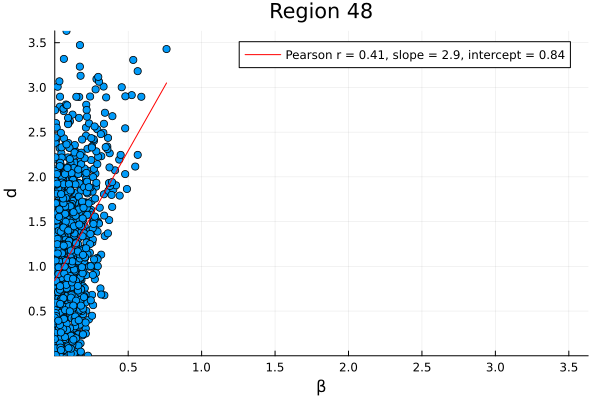 Region 48
Pearson r = 0.41, slope = 2.9, intercept = 0.84
3.5
3.0
2.5
2.0
1.5
1.0
0.5
d
0.5 1.0 1.5 2.0 2.5 3.0 3.5
β